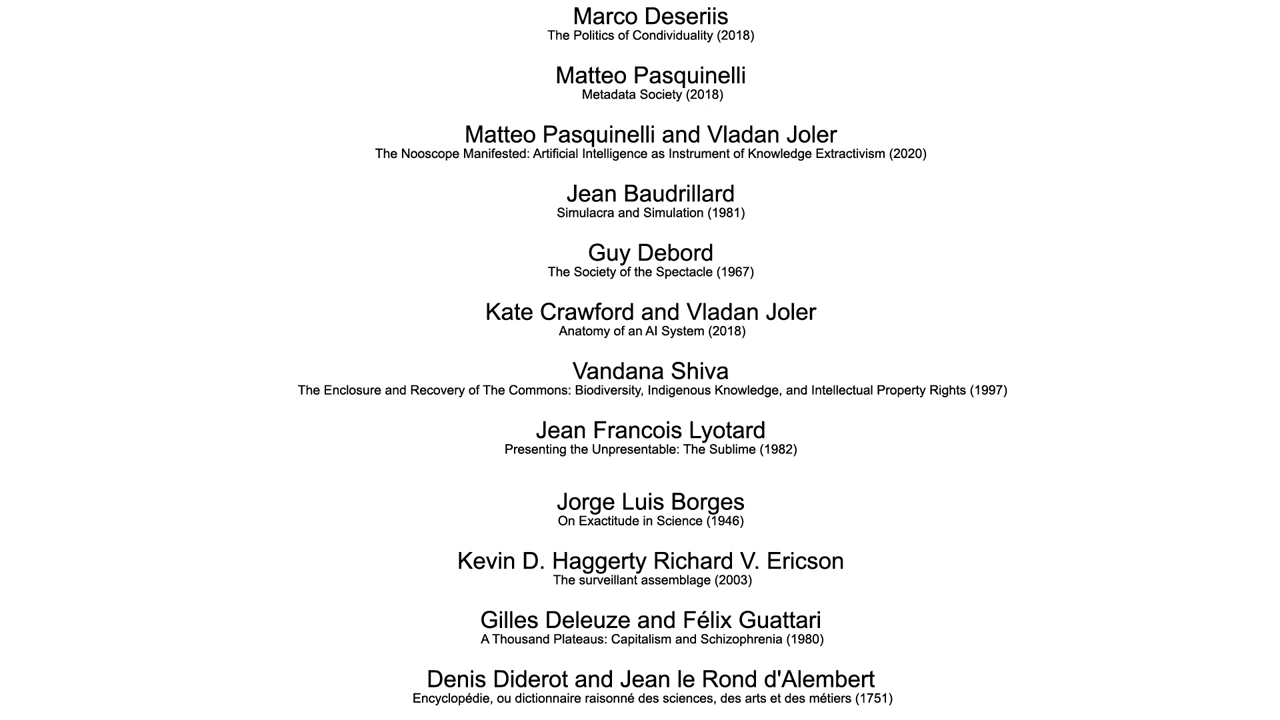 Marco Deseriis
The Politics of Condividuality (2018)
Matteo Pasquinelli
Metadata Society (2018)
Matteo Pasquinelli and Vladan Joler
The Nooscope Manifested: Artificial Intelligence as Instrument of Knowledge Extractivism (2020)
Jean Baudrillard
Simulacra and Simulation (1981)
Guy Debord
The Society of the Spectacle (1967)
Kate Crawford and Vladan Joler
Anatomy of an AI System (2018)
Vandana Shiva
The Enclosure and Recovery of The Commons: Biodiversity, Indigenous Knowledge, and Intellectual Property Rights (1997)
Jean Francois Lyotard
Presenting the Unpresentable: The Sublime (1982)
Jorge Luis Borges
On Exactitude in Science (1946)
Kevin D. Haggerty Richard V. Ericson
The surveillant assemblage (2003)
Gilles Deleuze and Félix Guattari
A Thousand Plateaus: Capitalism and Schizophrenia (1980)
Denis Diderot and Jean le Rond d'Alembert
Encyclopédie, ou dictionnaire raisonné des sciences, des arts et des métiers (1751)